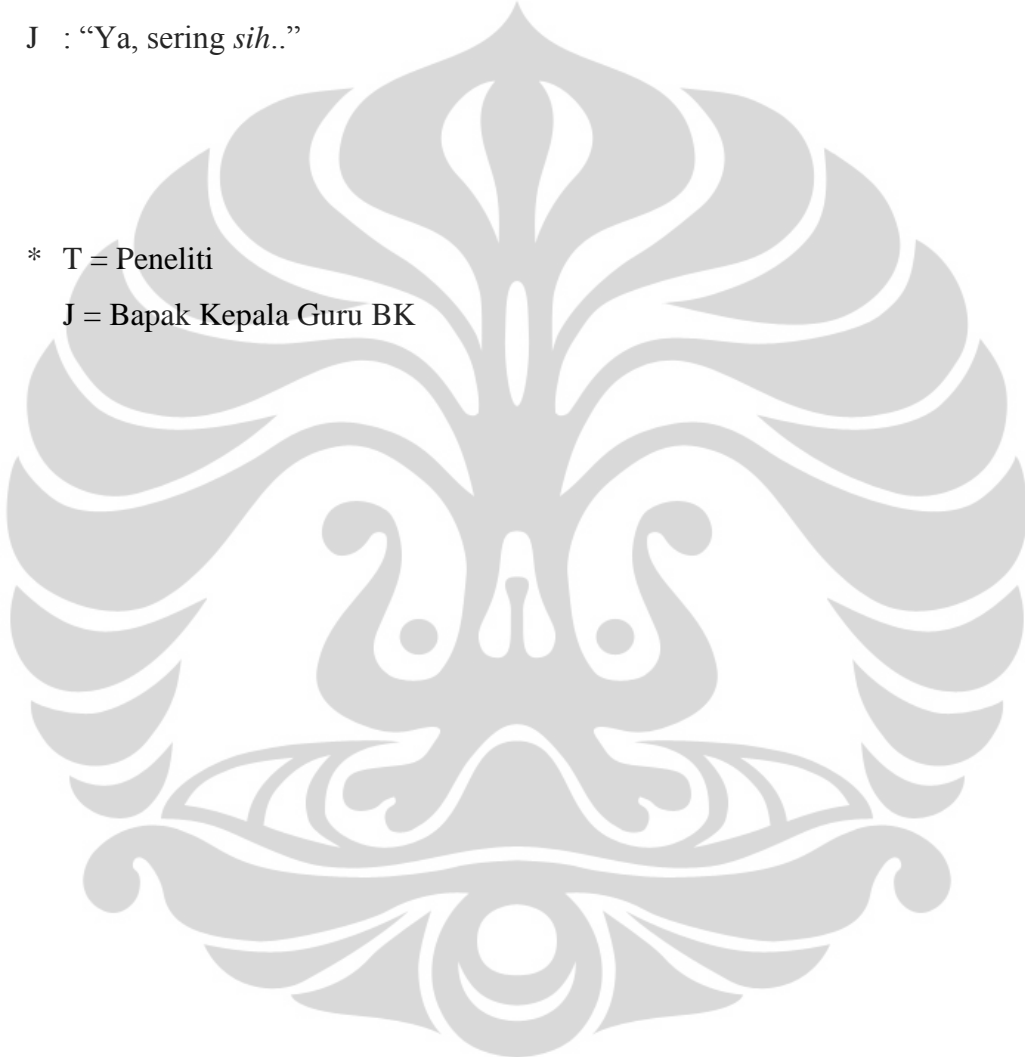 J : “Ya, sering sih..”
* T = Peneliti
J = Bapak Kepala Guru BK